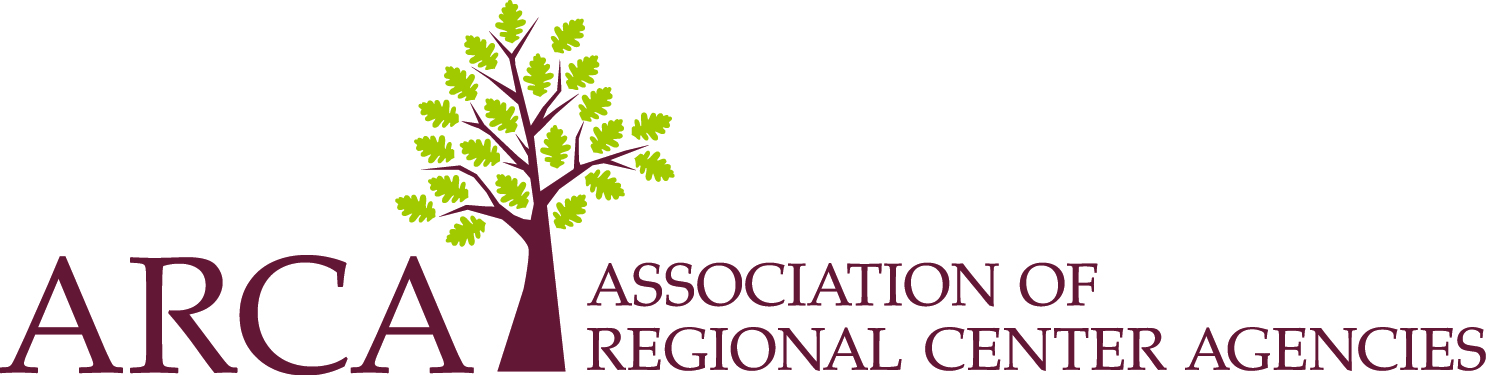 ARCA
ASSOCIATION OF
REGIONAL CENTER AGENCIES